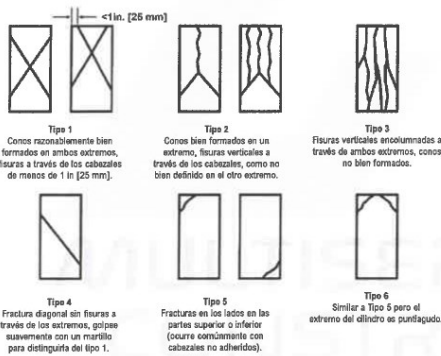 <1in. [25 mm]
Tipo 1
Conos razonablemente bien
formados en ambos extremos,
fisuras a través de los cabezales
de menos de 1 in [25 mm].
Tipo 2
Conos bien formados en un
extremo, fisuras verticales a
través de los cabezales, como no
bien definido en el otro extremo.
Tipo 3
Fisuras verticales encolumnadas a
través de ambos extremos, conos
no bien formados.
Tipo 4
Fractura diagonal sin fisuras a
través de los extremos, golpee
suavemente con un martillo
para distinguirla del tipo 1.
Tipo 5
Fracturas en los lados en las
partes superior o inferior
(ocurre comúnmente con
cabezales no adheridos).
Tipo 6
Similar a Tipo 5 pero el
extremo del cilindro es puntiagudo.